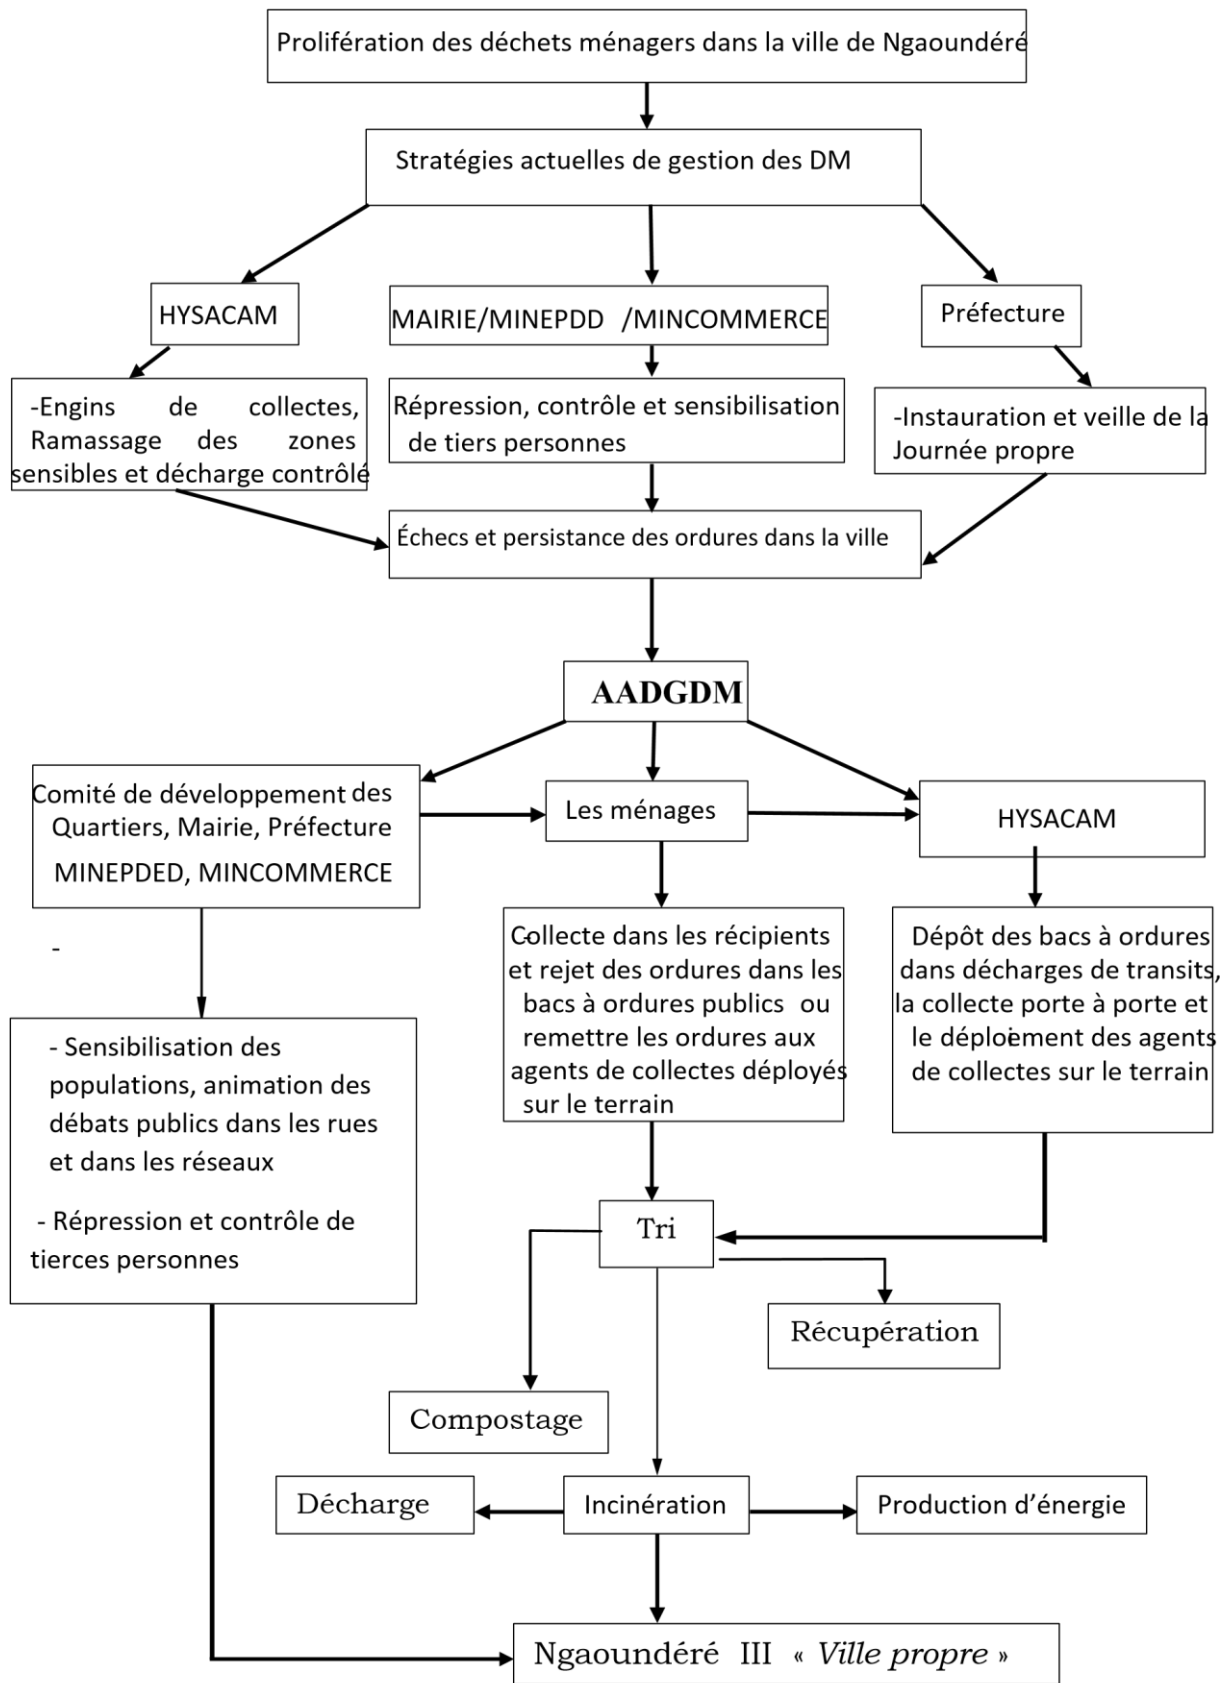 Prolifération des déchets ménagers dans la ville de Ngaoundéré
Stratégies actuelles de gestion des DM
HYSACAM
MAIRIE/MINEPDD /MINCOMMERCE
Préfecture
-Engins de collectes,
Ramassage des zones
sensibles et décharge contrôlé
Répression, contrôle et sensibilisation
de tiers personnes
-Instauration et veille de la
Journée propre
Échecs et persistance des ordures dans la ville
AADGDM
Comité de développement des
Quartiers, Mairie, Préfecture
MINEPDED, MINCOMMERCE
Les ménages
HYSACAM
-
Collecte dans les récipients
et rejet des ordures dans les
bacs à ordures publics ou
remettre les ordures aux
agents de collectes déployés
sur le terrain
Dépôt des bacs à ordures
dans décharges de transits,
la collecte porte à porte et
le déploiement des agents
de collectes sur le terrain
- Sensibilisation des
populations, animation des
débats publics dans les rues
et dans les réseaux
- Répression et contrôle de
tierces personnes
Tri
Récupération
Compostage
Décharge
Incinération
Production d’énergie
Ngaoundéré III « Ville propre »